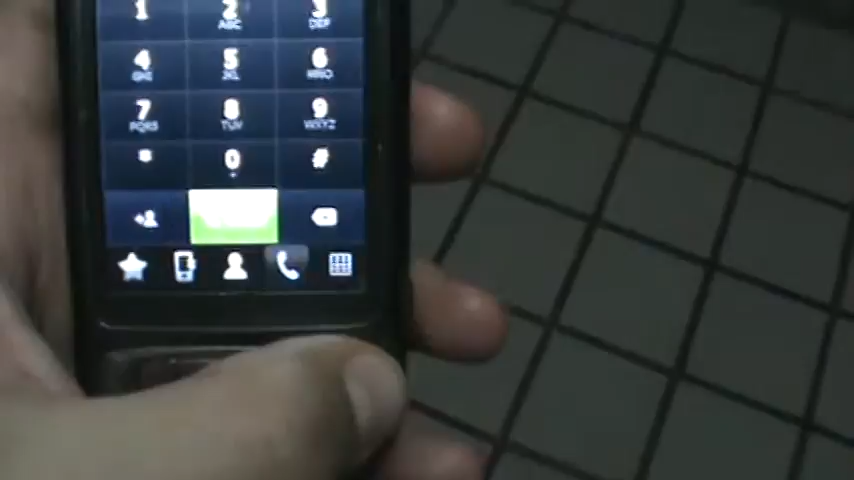 1 2 3
ABC DEF
4 5 6
GHI JKL MNO
7 8 9
PQRS TUV WXYZ
* 0 #
+